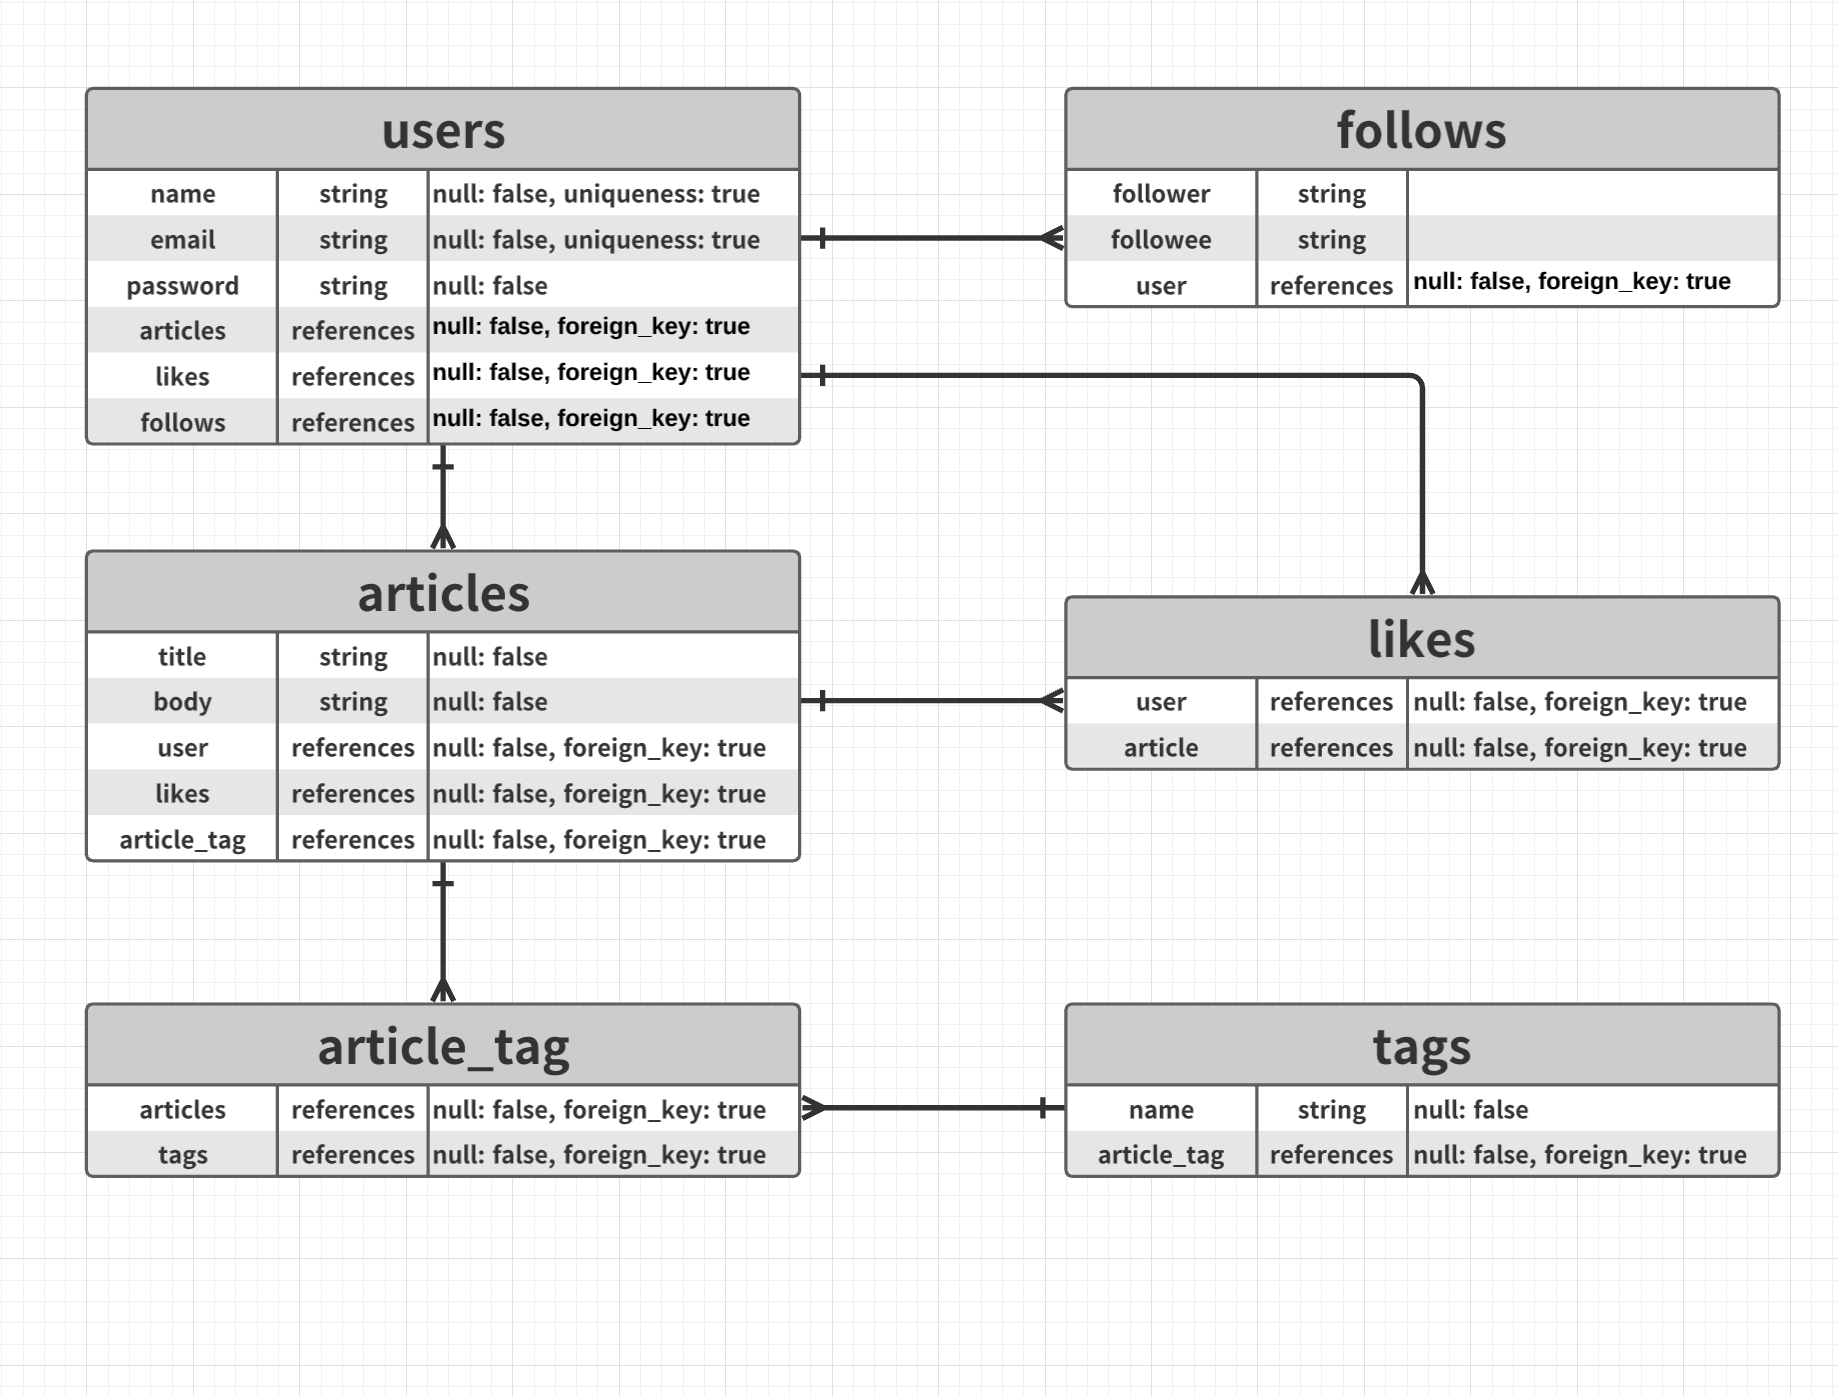 users
name string null: false, uniqueness: true
email string null: false, uniqueness: true
password string null: false
articles references null: false, foreign_key: true
likes references null: false, foreign_key: true
follows references null: false, foreign_key: true
follows
follower string
followee string
user references null: false, foreign_key: true
articles
title string null: false
body string null: false
user references null: false, foreign_key: true
likes references null: false, foreign_key: true
article_tag references null: false, foreign_key: true
likes
user references null: false, foreign_key: true
article references null: false, foreign_key: true
article_tag
articles references null: false, foreign_key: true
tags references null: false, foreign_key: true
tags
name string null: false
article_tag references null: false, foreign_key: true